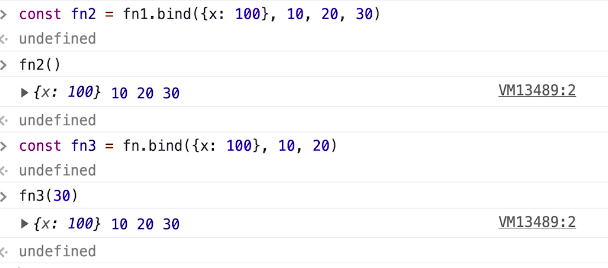 > const fn2 = fn1.bind({x: 100}, 10, 20, 30)
undefined
> fn2()
▶ {x: 100} 10 20 30 VM13489:2
undefined
> const fn3 = fn.bind({x: 100}, 10, 20)
undefined
> fn3(30)
▶ {x: 100} 10 20 30 VM13489:2
undefined